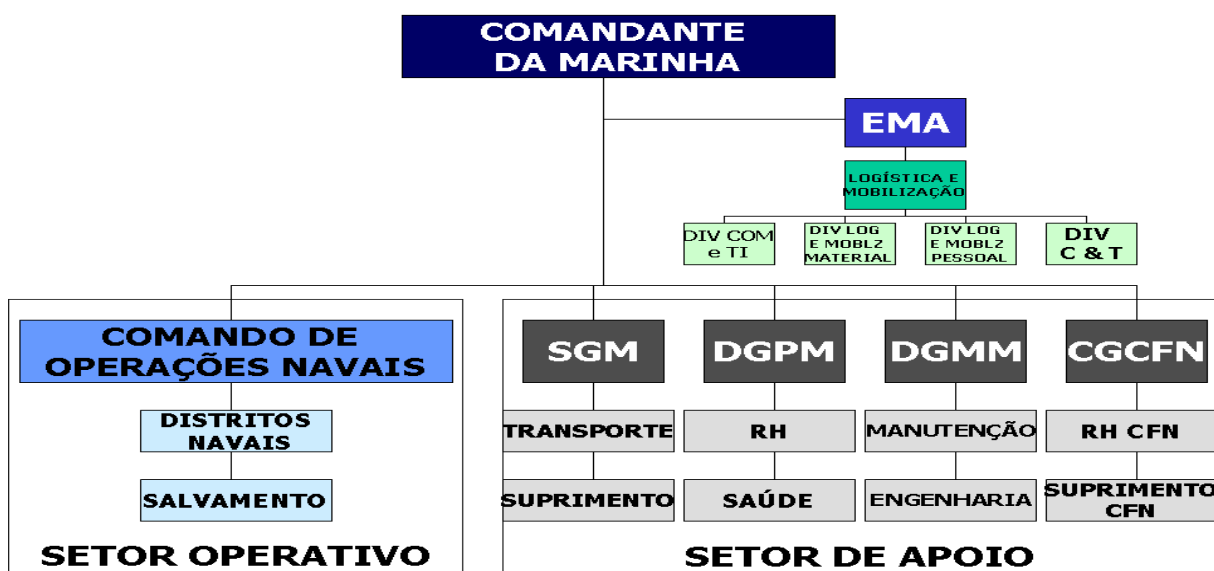 COMANDANTE
DA MARINHA
EMA
LOGÍSTICA E
MOBILIZAÇÃO
DIV COM
e TI
DIV LOG
E MOBLZ
MATERIAL
DIV LOG
E MOBLZ
PESSOAL
DIV
C & T
COMANDO DE
OPERAÇÕES NAVAIS
DISTRITOS
NAVAIS
SALVAMENTO
SETOR OPERATIVO
SGM
DGPM
DGMM
CGCFN
TRANSPORTE
RH
MANUTENÇÃO
RH CFN
SUPRIMENTO
SAÚDE
ENGENHARIA
SUPRIMENTO
CFN
SETOR DE APOIO